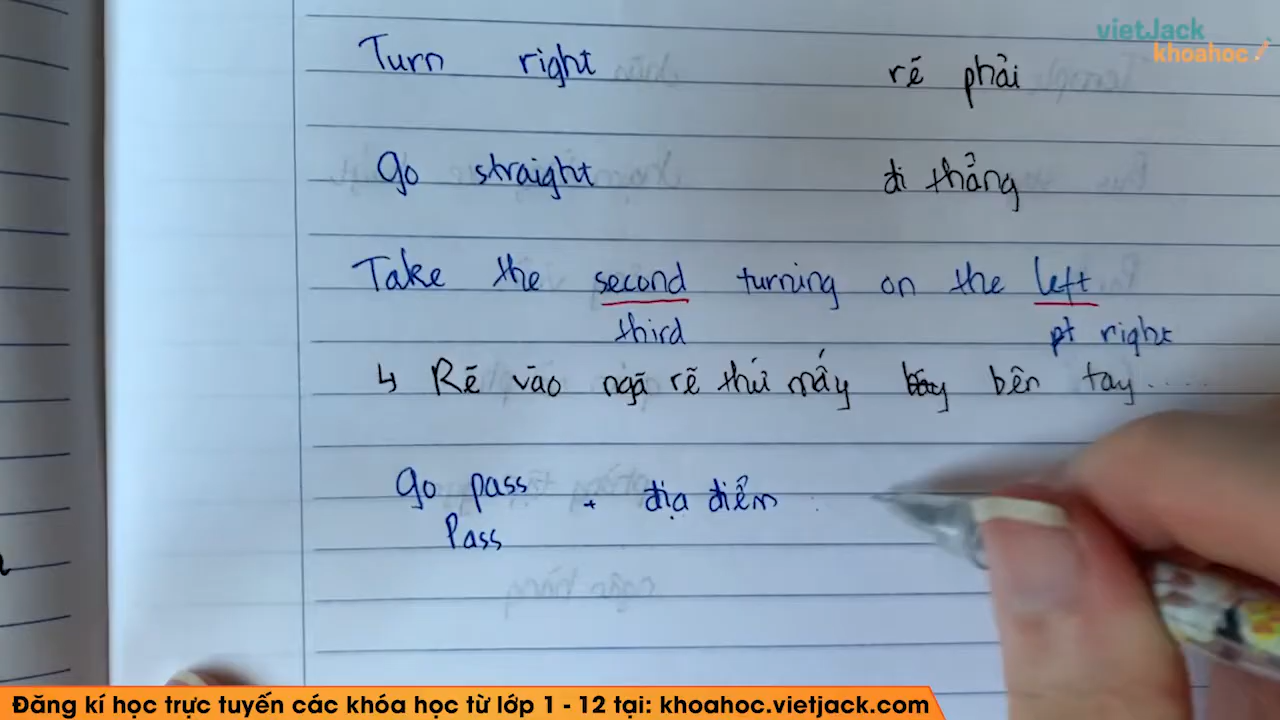 vietJack
khoahoc
Turn right rẽ phải
go straight đi thẳng
Take the second turning on the left
third right
↳ Rẽ vào ngã rẽ thứ mấy bên tay.....
go pass + địa điểm :
Pass
Đăng kí học trực tuyến các khóa học từ lớp 1 - 12 tại: khoahoc.vietjack.com